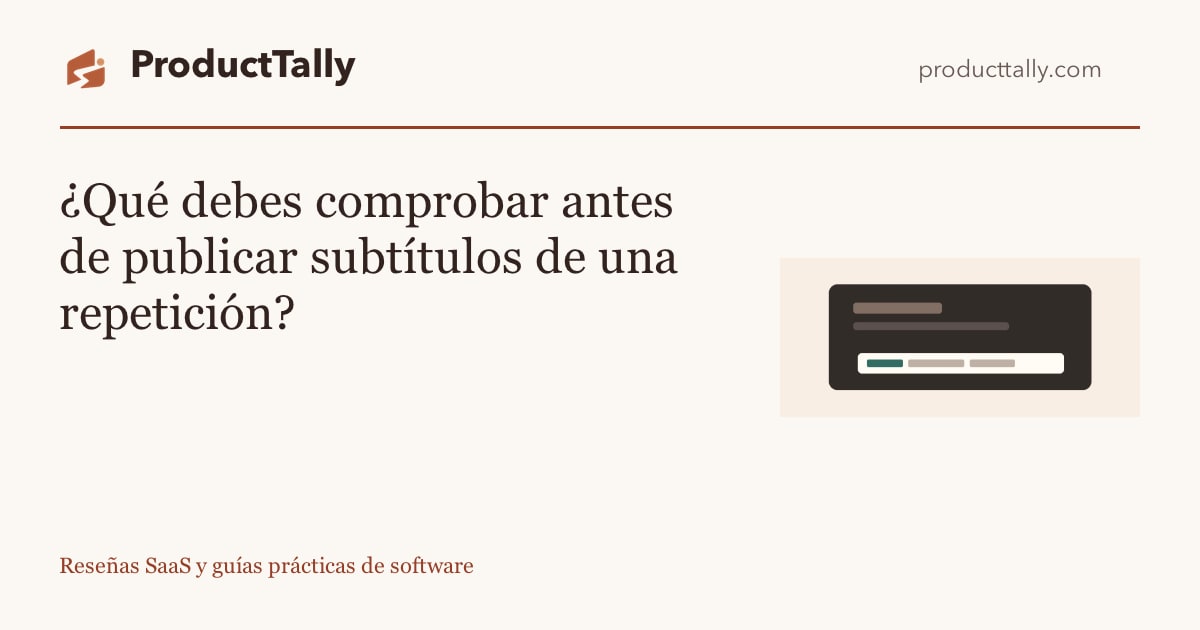 ProductTally
producttally.com
¿Qué debes comprobar antes
de publicar subtítulos de una
repetición?
Reseñas SaaS y guías prácticas de software